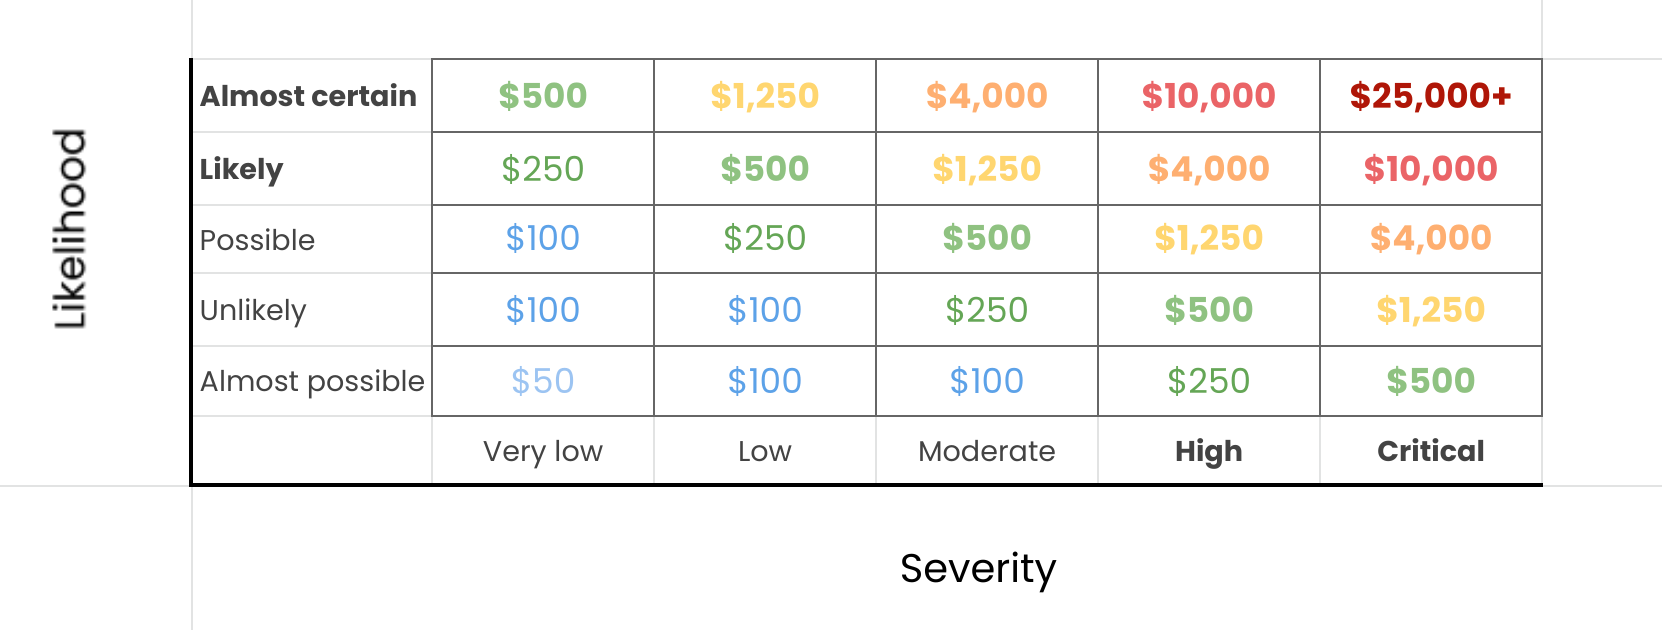 Likelihood
Almost certain $500 $1,250 $4,000 $10,000 $25,000+
Likely $250 $500 $1,250 $4,000 $10,000
Possible $100 $250 $500 $1,250 $4,000
Unlikely $100 $100 $250 $500 $1,250
Almost possible $50 $100 $100 $250 $500
Very low Low Moderate High Critical
Severity